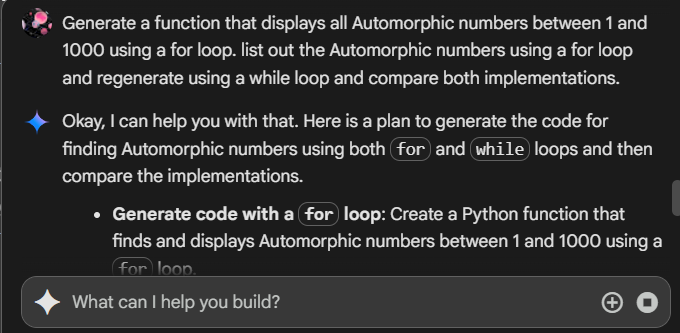 Generate a function that displays all Automorphic numbers between 1 and
1000 using a for loop. list out the Automorphic numbers using a for loop
and regenerate using a while loop and compare both implementations.
Okay, I can help you with that. Here is a plan to generate the code for
finding Automorphic numbers using both for and while loops and then
compare the implementations.
• Generate code with a for loop: Create a Python function that
finds and displays Automorphic numbers between 1 and 1000 using a
for loop.
What can I help you build?